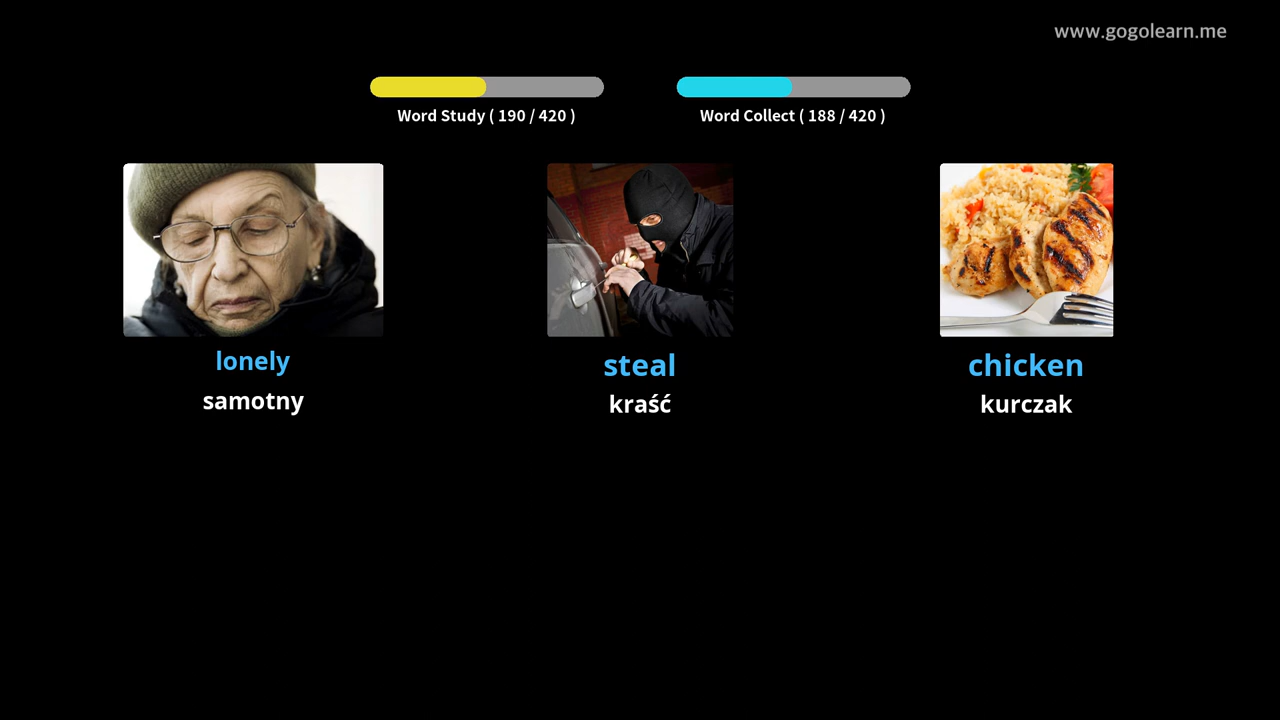 www.gogolearn.me
Word Study ( 190 / 420 )
Word Collect ( 188 / 420 )
lonely
samotny
steal
kraść
chicken
kurczak